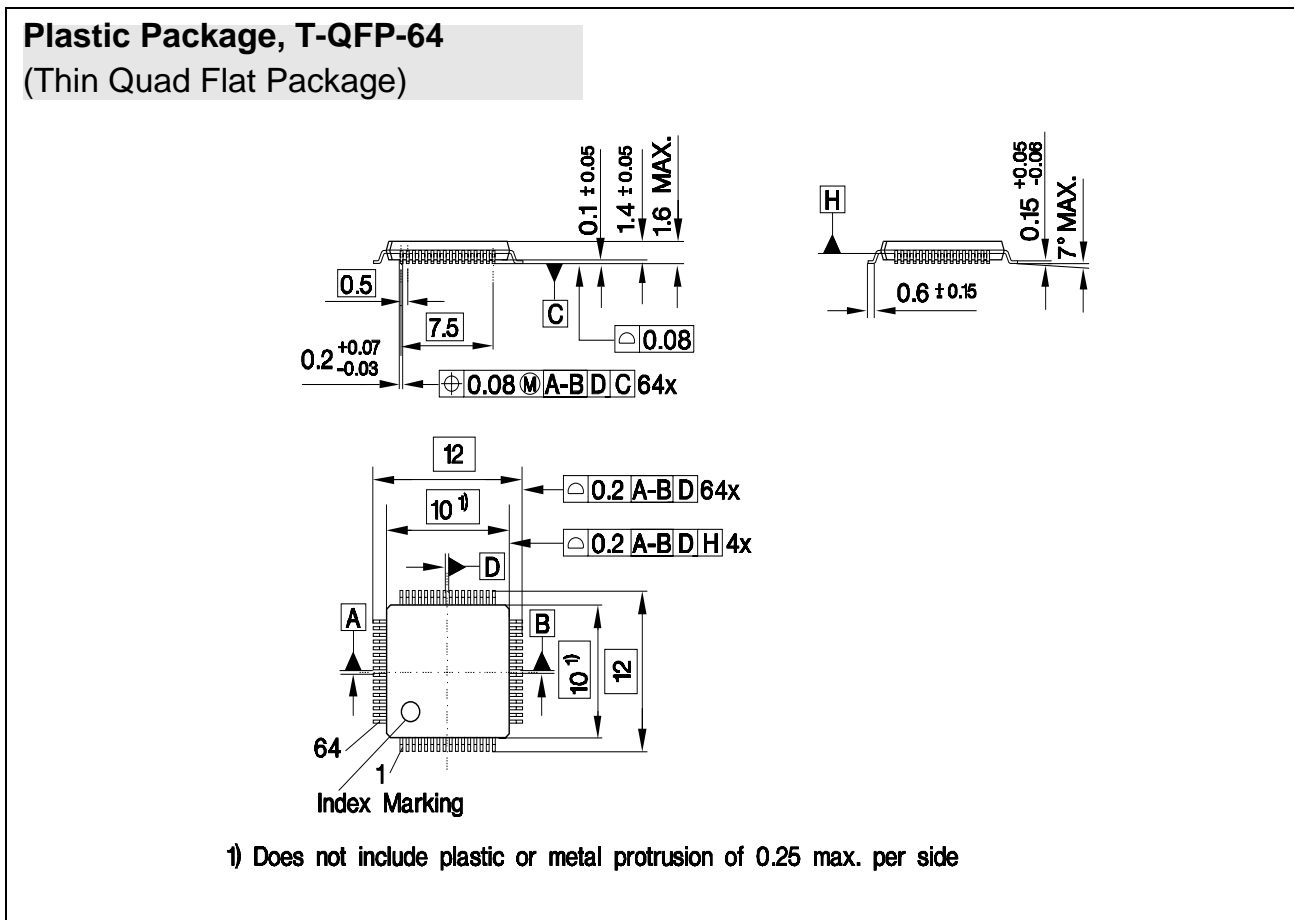 Plastic Package, T-QFP-64
(Thin Quad Flat Package)
0.1 ± 0.05
1.4 ± 0.05
1.6 MAX.
H
0.15 +0.05 -0.06
7° MAX.
0.5
7.5
C
0.6 ± 0.15
⌓ 0.08
0.2 +0.07 -0.03
⌖ 0.08 Ⓜ A-B D C 64x
12
⌓ 0.2 A-B D 64x
10 1)
⌓ 0.2 A-B D H 4x
D
A
B
10 1)
12
64
1
Index Marking
1) Does not include plastic or metal protrusion of 0.25 max. per side